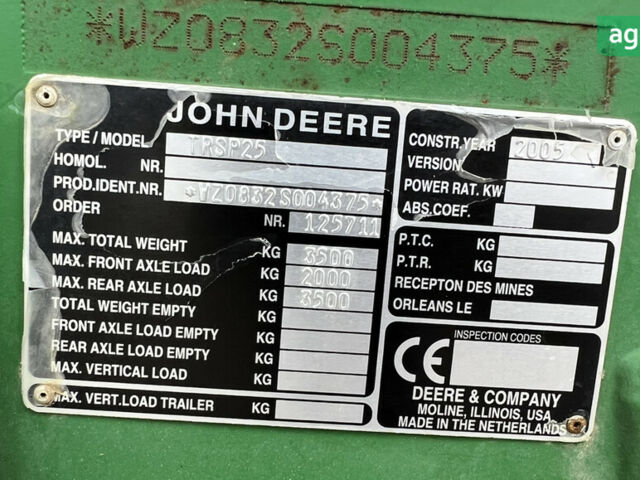 *WZ0832S004375*
ag
JOHN DEERE
TYPE / MODEL TRSP25
HOMOL. NR.
PROD.IDENT.NR. *WZ0832S004375*
ORDER NR. 125711
MAX. TOTAL WEIGHT KG 3500
MAX. FRONT AXLE LOAD KG 2000
MAX. REAR AXLE LOAD KG 3500
TOTAL WEIGHT EMPTY KG
FRONT AXLE LOAD EMPTY KG
REAR AXLE LOAD EMPTY KG
MAX. VERTICAL LOAD KG
MAX. VERT.LOAD TRAILER KG
CONSTR.YEAR 2005
VERSION
POWER RAT. KW
ABS.COEF.
P.T.C. KG
P.T.R. KG
RECEPTON DES MINES
ORLEANS LE
INSPECTION CODES
CE
DEERE & COMPANY
MOLINE, ILLINOIS, USA
MADE IN THE NETHERLANDS